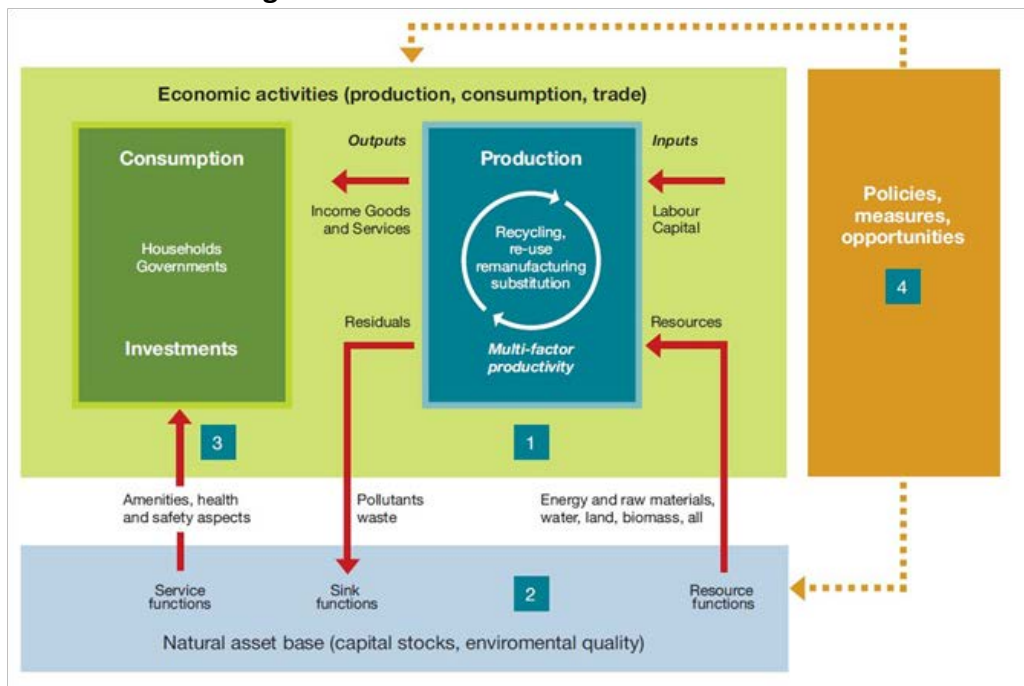 Economic activities (production, consumption, trade)
Consumption
Households
Governments
Investments
3
Outputs
Income Goods
and Services
Residuals
Production
Recycling,
re-use
remanufacturing
substitution
Multi-factor
productivity
1
Inputs
Labour
Capital
Resources
Policies,
measures,
opportunities
4
Amenities, health
and safety aspects
Pollutants
waste
Energy and raw materials,
water, land, biomass, all
Service
functions
Sink
functions
2
Resource
functions
Natural asset base (capital stocks, enviromental quality)